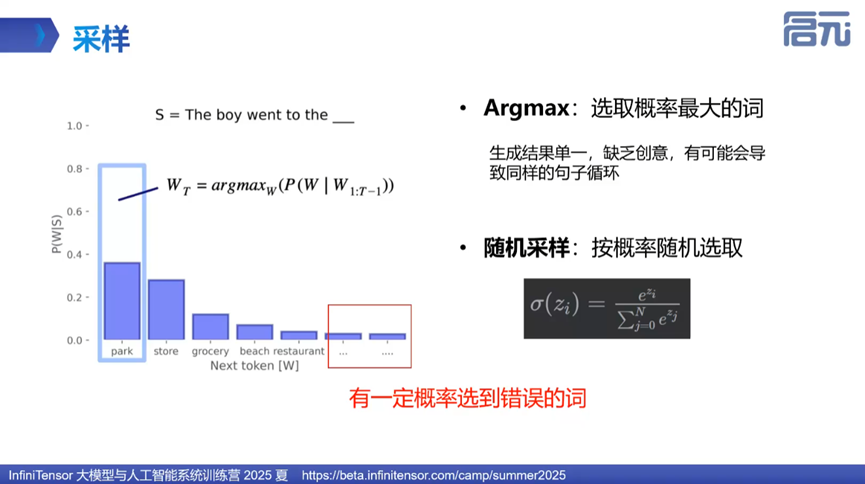 采样
启元
S = The boy went to the ___
1.0
0.8
0.6
0.4
0.2
0.0
P(W|S)
W_T = argmax_W(P(W | W_{1:T−1}))
park store grocery beach restaurant ... ....
Next token [W]
• Argmax：选取概率最大的词
生成结果单一，缺乏创意，有可能会导
致同样的句子循环
• 随机采样：按概率随机选取
σ(z_i) = e^{z_i} / ∑_{j=0}^{N} e^{z_j}
有一定概率选到错误的词
InfiniTensor 大模型与人工智能系统训练营 2025 夏 https://beta.infinitensor.com/camp/summer2025